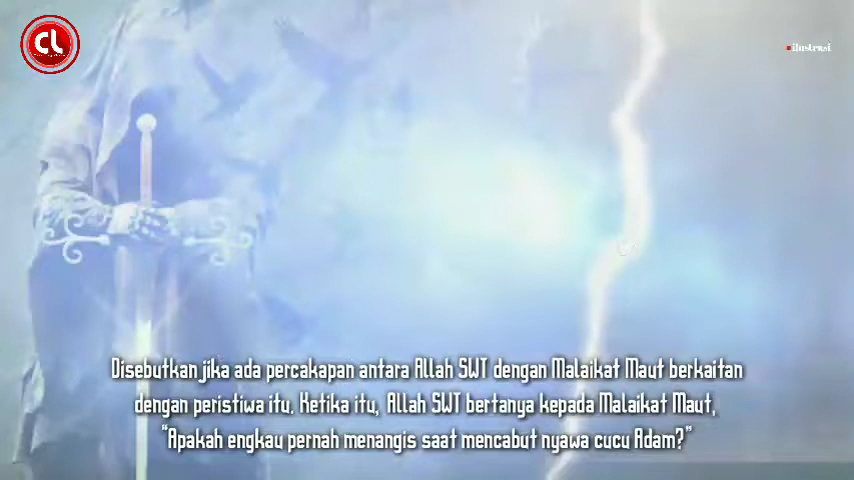 CL
ilustrasi
Disebutkan jika ada percakapan antara Allah SWT dengan Malaikat Maut berkaitan
dengan peristiwa itu. Ketika itu, Allah SWT bertanya kepada Malaikat Maut,
"Apakah engkau pernah menangis saat mencabut nyawa cucu Adam?"